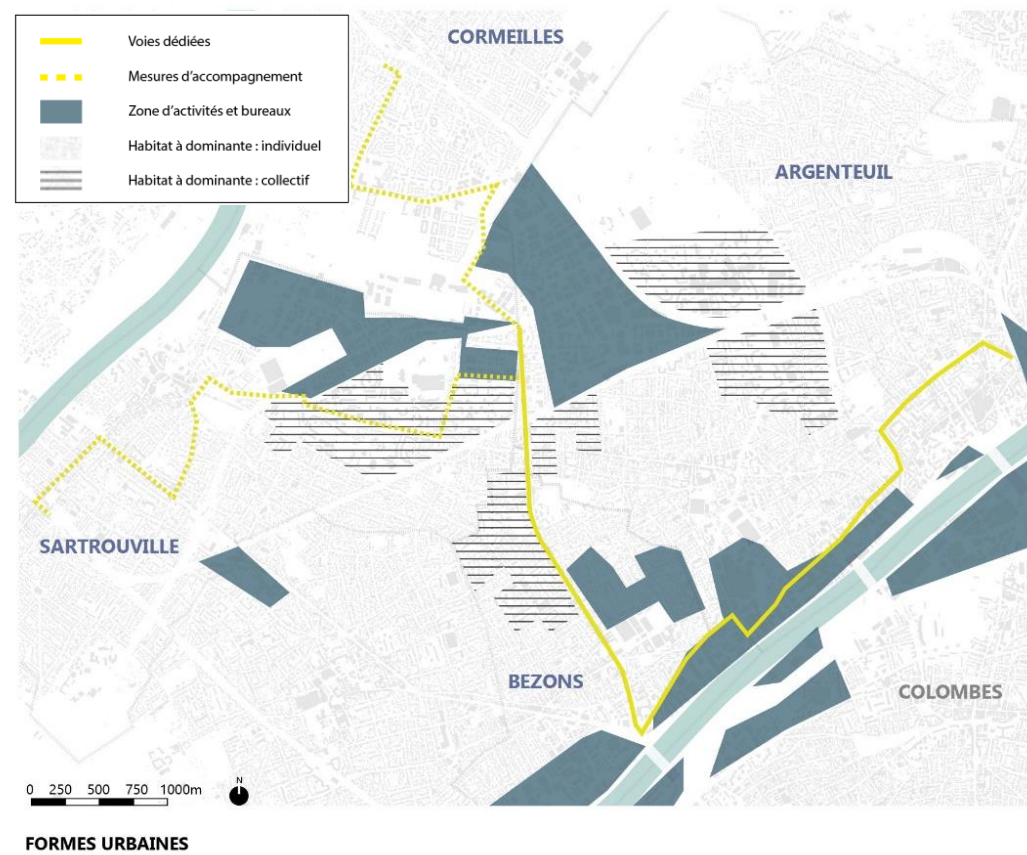 Voies dédiées
Mesures d'accompagnement
Zone d'activités et bureaux
Habitat à dominante : individuel
Habitat à dominante : collectif
CORMEILLES
ARGENTEUIL
SARTROUVILLE
BEZONS
COLOMBES
0 250 500 750 1000m
N
FORMES URBAINES